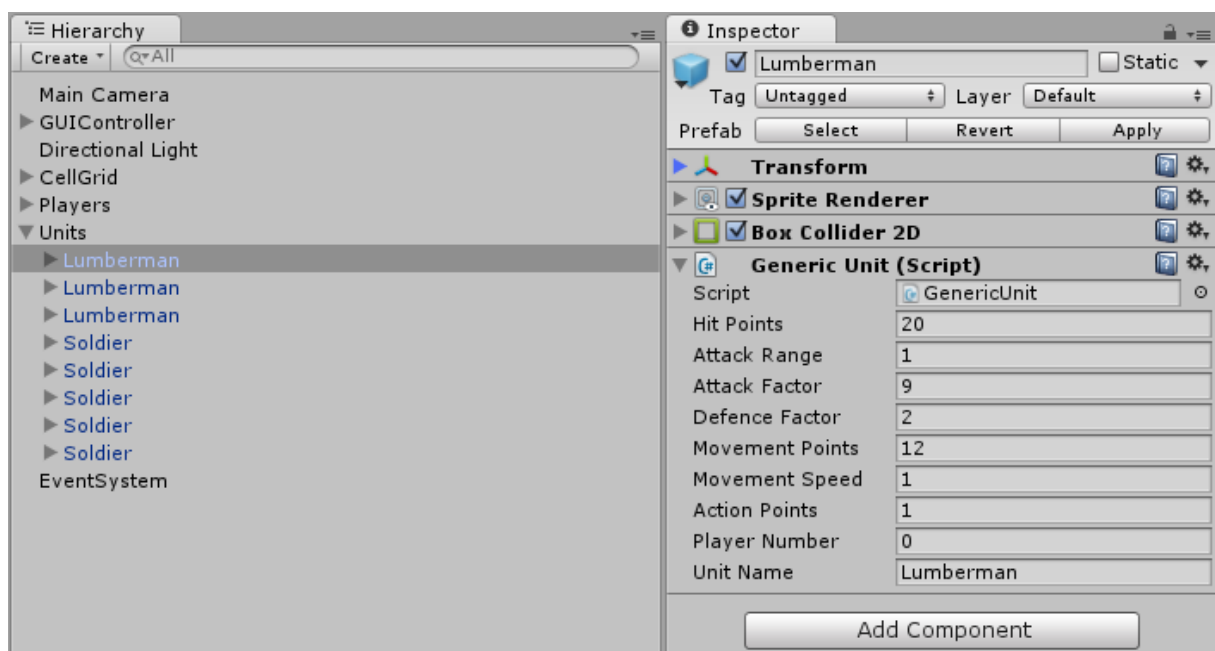 Hierarchy
Create All
Main Camera
GUIController
Directional Light
CellGrid
Players
Units
Lumberman
Lumberman
Lumberman
Soldier
Soldier
Soldier
Soldier
Soldier
EventSystem
Inspector
Lumberman Static
Tag Untagged Layer Default
Prefab Select Revert Apply
Transform
Sprite Renderer
Box Collider 2D
Generic Unit (Script)
Script GenericUnit
Hit Points 20
Attack Range 1
Attack Factor 9
Defence Factor 2
Movement Points 12
Movement Speed 1
Action Points 1
Player Number 0
Unit Name Lumberman
Add Component